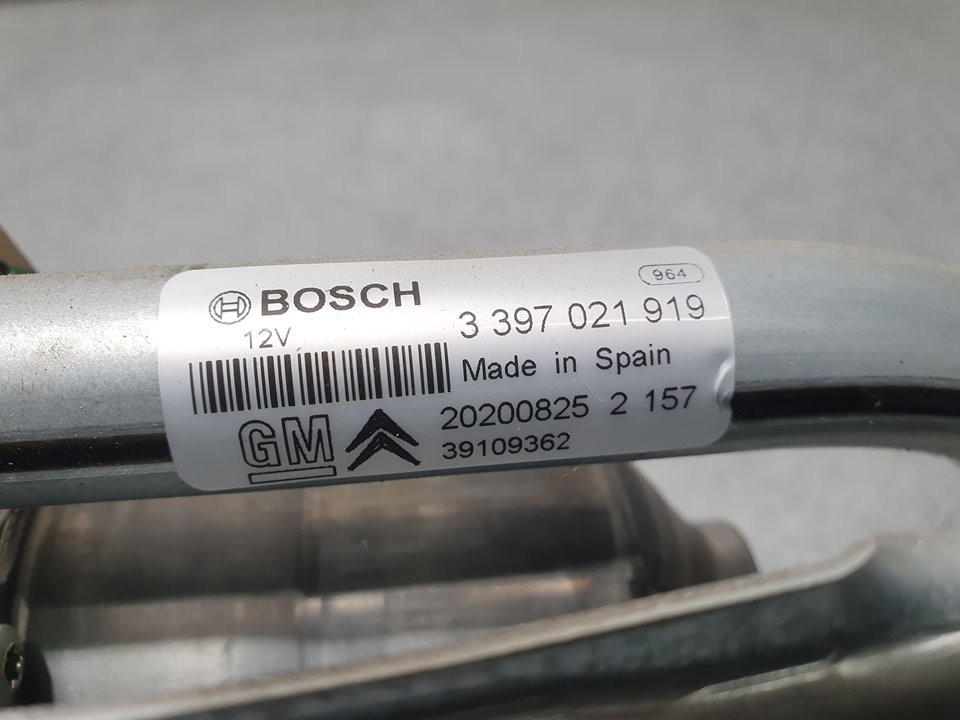 964
BOSCH
12V
3 397 021 919
Made in Spain
20200825 2 157
GM
39109362